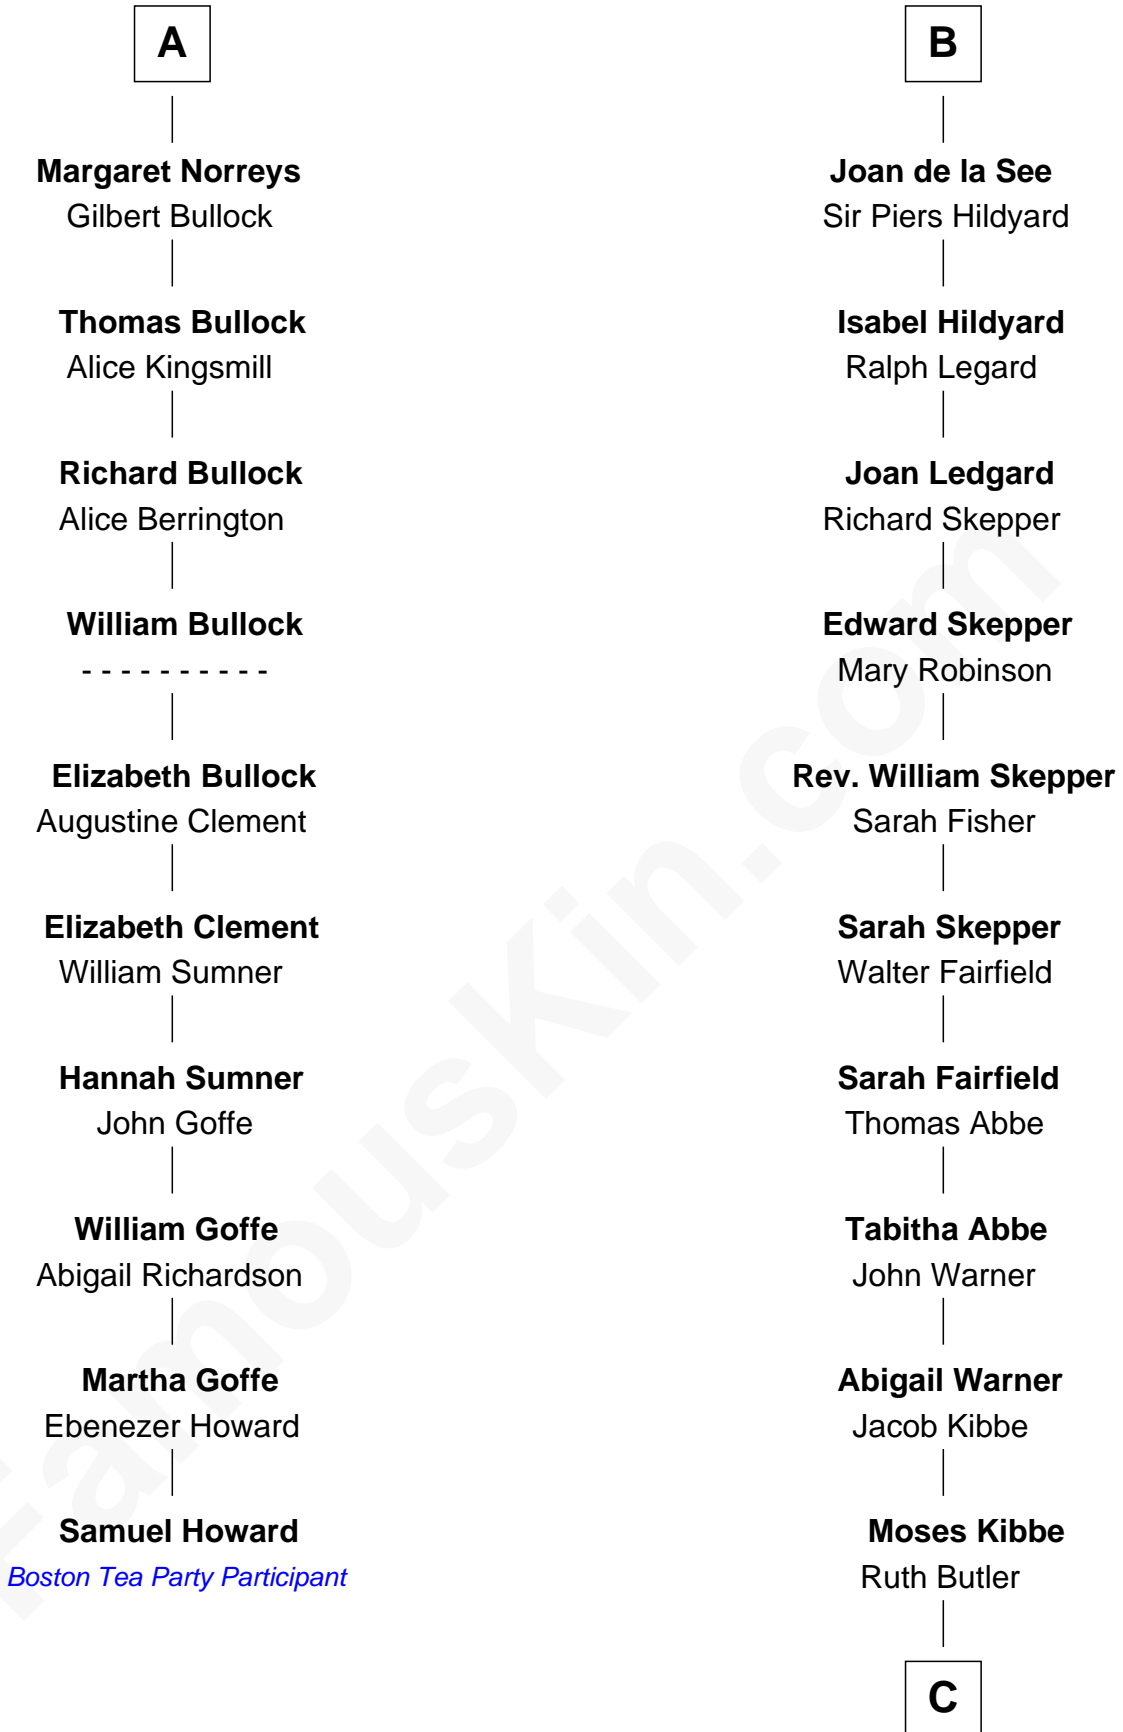 A
Margaret Norreys
Gilbert Bullock
Thomas Bullock
Alice Kingsmill
Richard Bullock
Alice Berrington
William Bullock
- - - - - - - - - -
Elizabeth Bullock
Augustine Clement
Elizabeth Clement
William Sumner
Hannah Sumner
John Goffe
William Goffe
Abigail Richardson
Martha Goffe
Ebenezer Howard
Samuel Howard
Boston Tea Party Participant
B
Joan de la See
Sir Piers Hildyard
Isabel Hildyard
Ralph Legard
Joan Ledgard
Richard Skepper
Edward Skepper
Mary Robinson
Rev. William Skepper
Sarah Fisher
Sarah Skepper
Walter Fairfield
Sarah Fairfield
Thomas Abbe
Tabitha Abbe
John Warner
Abigail Warner
Jacob Kibbe
Moses Kibbe
Ruth Butler
C
FamousKin.com